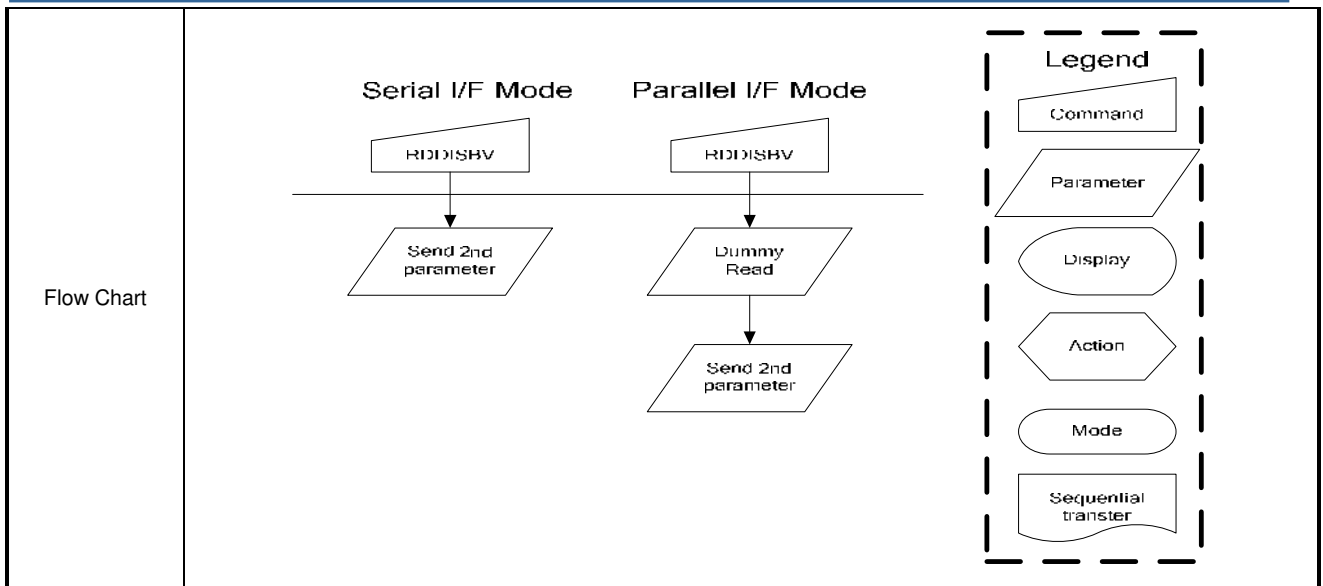 Flow Chart
Serial I/F Mode
RDDISBV
Send 2nd
parameter
Parallel I/F Mode
RDDISBV
Dummy
Read
Send 2nd
parameter
Legend
Command
Parameter
Display
Action
Mode
Sequential
transfer